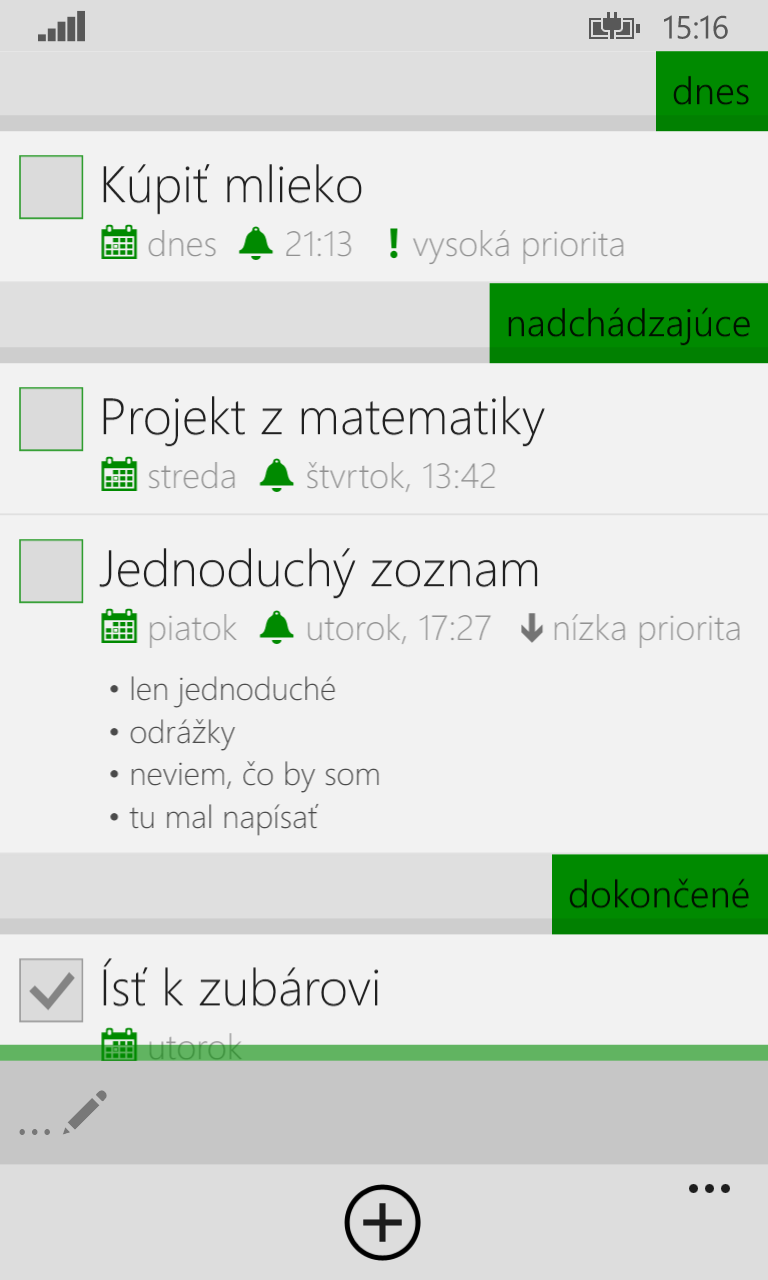 15:16
dnes
Kúpiť mlieko
dnes 21:13 ! vysoká priorita
nadchádzajúce
Projekt z matematiky
streda štvrtok, 13:42
Jednoduchý zoznam
piatok utorok, 17:27 nízka priorita
• len jednoduché
• odrážky
• neviem, čo by som
• tu mal napísať
dokončené
Ísť k zubárovi
utorok
...